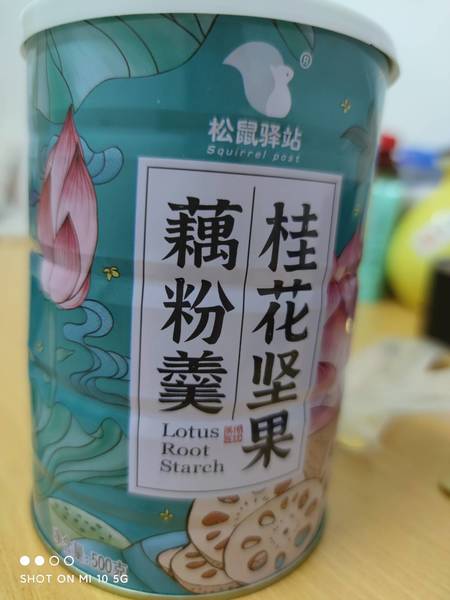 松鼠驿站
Squirrel post
桂花坚果
藕粉羹
Lotus
Root
Starch
500克
SHOT ON MI 10 5G